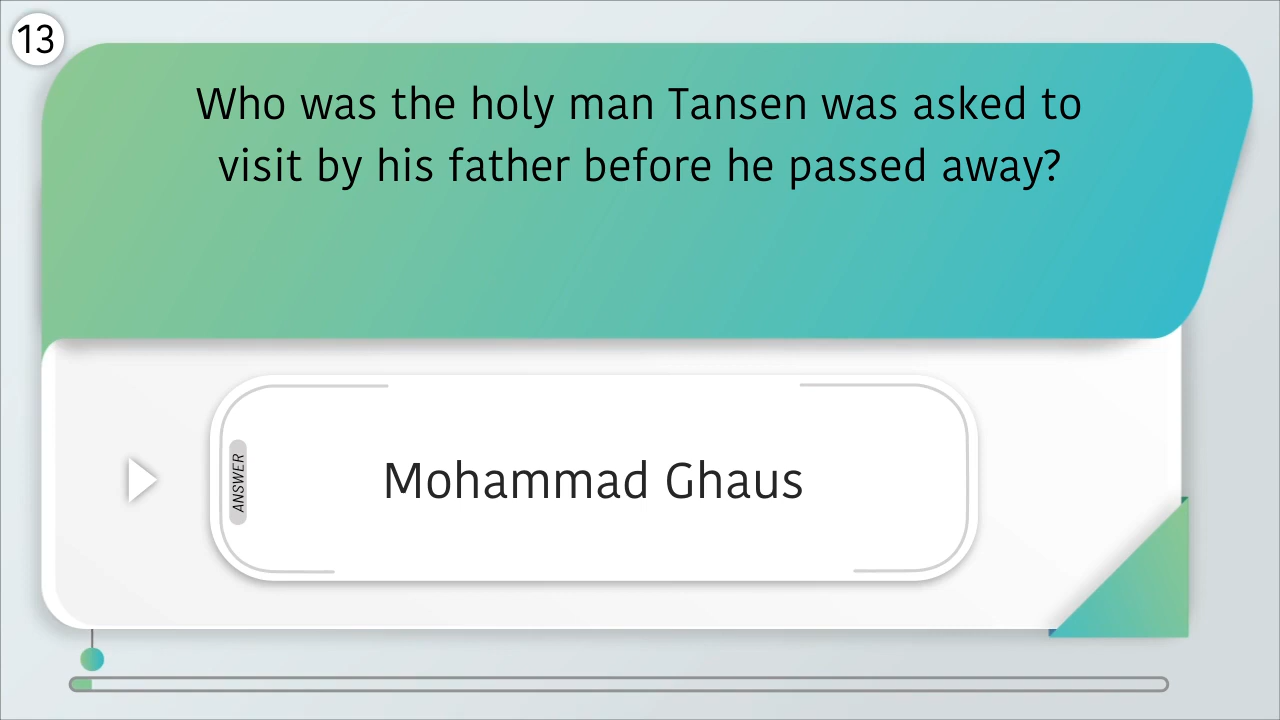 13
Who was the holy man Tansen was asked to
visit by his father before he passed away?
ANSWER
Mohammad Ghaus